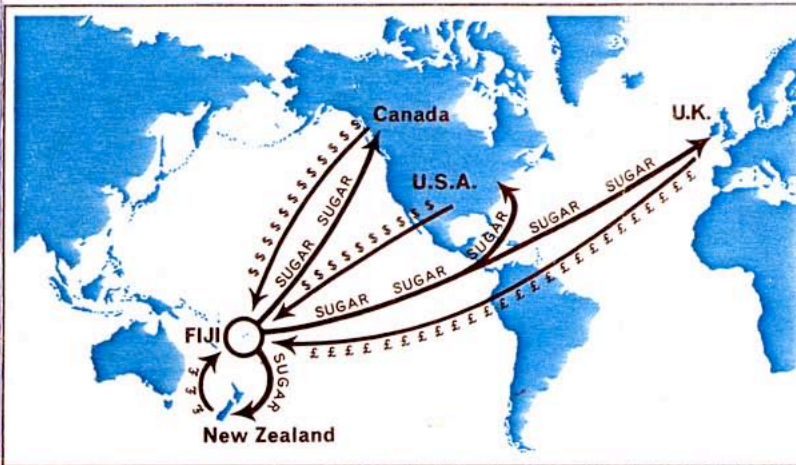 Canada
U.K.
U.S.A.
$ $ $ $ $ $ $ $ $ $ $ $ $
SUGAR
SUGAR
$ $ $ $ $ $ $ $ $ $ $
SUGAR
SUGAR
SUGAR
SUGAR
SUGAR
SUGAR
£ £ £ £ £ £ £ £ £ £ £ £ £ £ £ £ £ £ £ £ £ £ £ £ £ £ £ £
FIJI
£ £ £
SUGAR
New Zealand